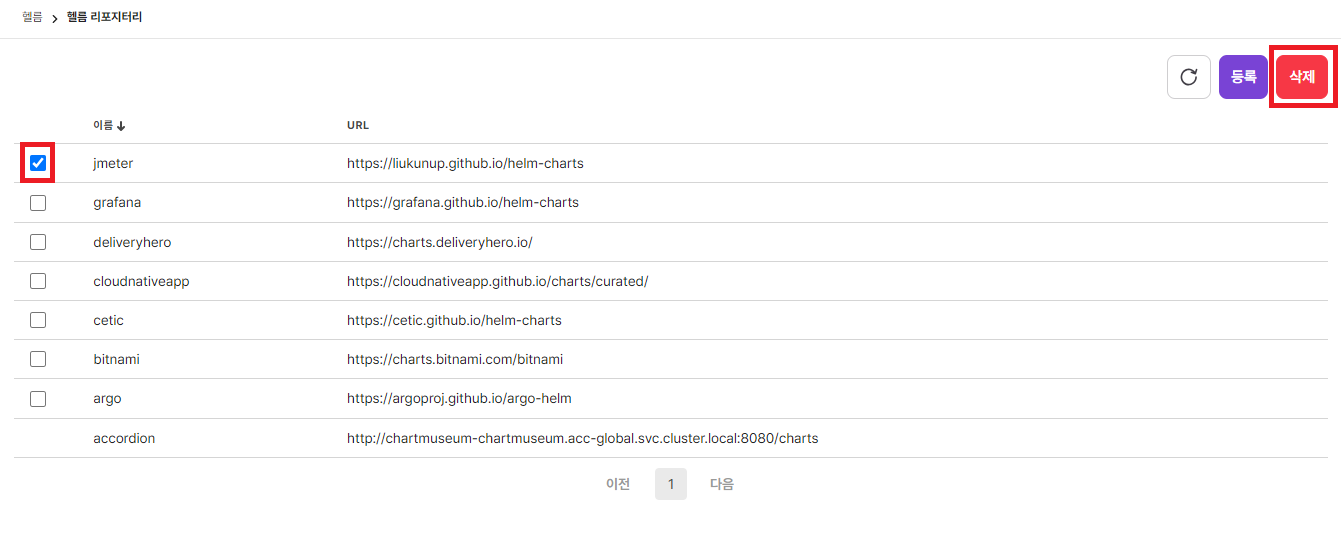 헬름 > 헬름 리포지터리
등록 삭제
이름 URL
jmeter https://liukunup.github.io/helm-charts
grafana https://grafana.github.io/helm-charts
deliveryhero https://charts.deliveryhero.io/
cloudnativeapp https://cloudnativeapp.github.io/charts/curated/
cetic https://cetic.github.io/helm-charts
bitnami https://charts.bitnami.com/bitnami
argo https://argoproj.github.io/argo-helm
accordion http://chartmuseum-chartmuseum.acc-global.svc.cluster.local:8080/charts
이전 1 다음